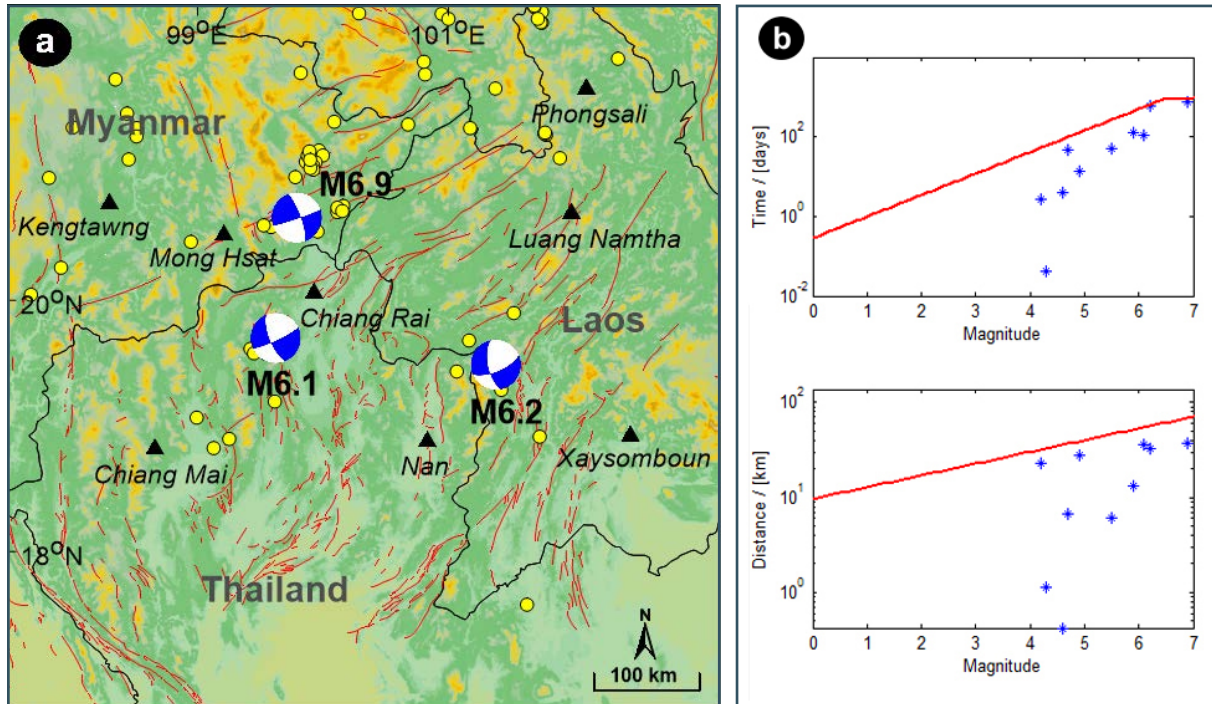 a
99°E
101°E
Myanmar
Phongsali
M6.9
Kengtawng
Mong Hsat
Luang Namtha
20°N
Chiang Rai
Laos
M6.1
M6.2
Chiang Mai
Nan
Xaysomboun
18°N
Thailand
N
100 km
b
Time / [days]
10²
10⁰
10⁻²
0 1 2 3 4 5 6 7
Magnitude
Distance / [km]
10²
10¹
10⁰
0 1 2 3 4 5 6 7
Magnitude